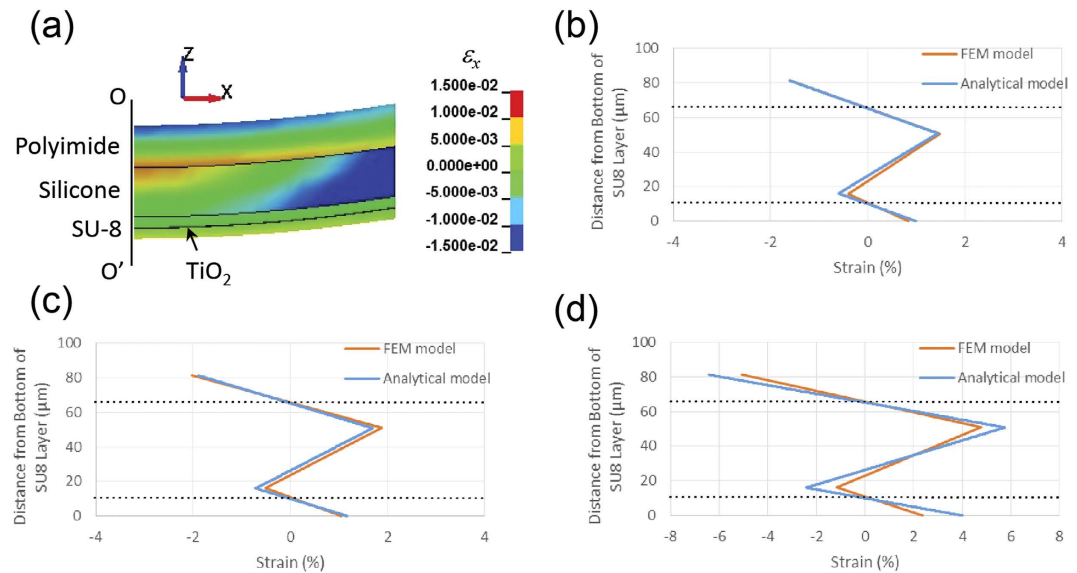 (a)
Z
X
O
Polyimide
Silicone
SU-8
O'
TiO₂
εₓ
1.500e-02
1.000e-02
5.000e-03
0.000e+00
-5.000e-03
-1.000e-02
-1.500e-02
(b)
Distance from Bottom of
SU8 Layer (µm)
100
80
60
40
20
0
-4
-2
0
2
4
Strain (%)
FEM model
Analytical model
(c)
Distance from Bottom of
SU8 Layer (µm)
100
80
60
40
20
0
-4
-2
0
2
4
Strain (%)
FEM model
Analytical model
(d)
Distance from Bottom of
SU8 Layer (µm)
100
80
60
40
20
0
-8
-6
-4
-2
0
2
4
6
8
Strain (%)
FEM model
Analytical model